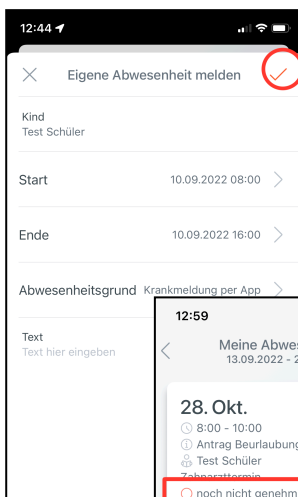 12:44
Eigene Abwesenheit melden
Kind
Test Schüler
Start 10.09.2022 08:00
Ende 10.09.2022 16:00
Abwesenheitsgrund Krankmeldung per App
Text
Text hier eingeben
12:59
Meine Abwes
13.09.2022 - 2
28. Okt.
8:00 - 10:00
Antrag Beurlaubung
Test Schüler
Zahnarzttermin
noch nicht genehm